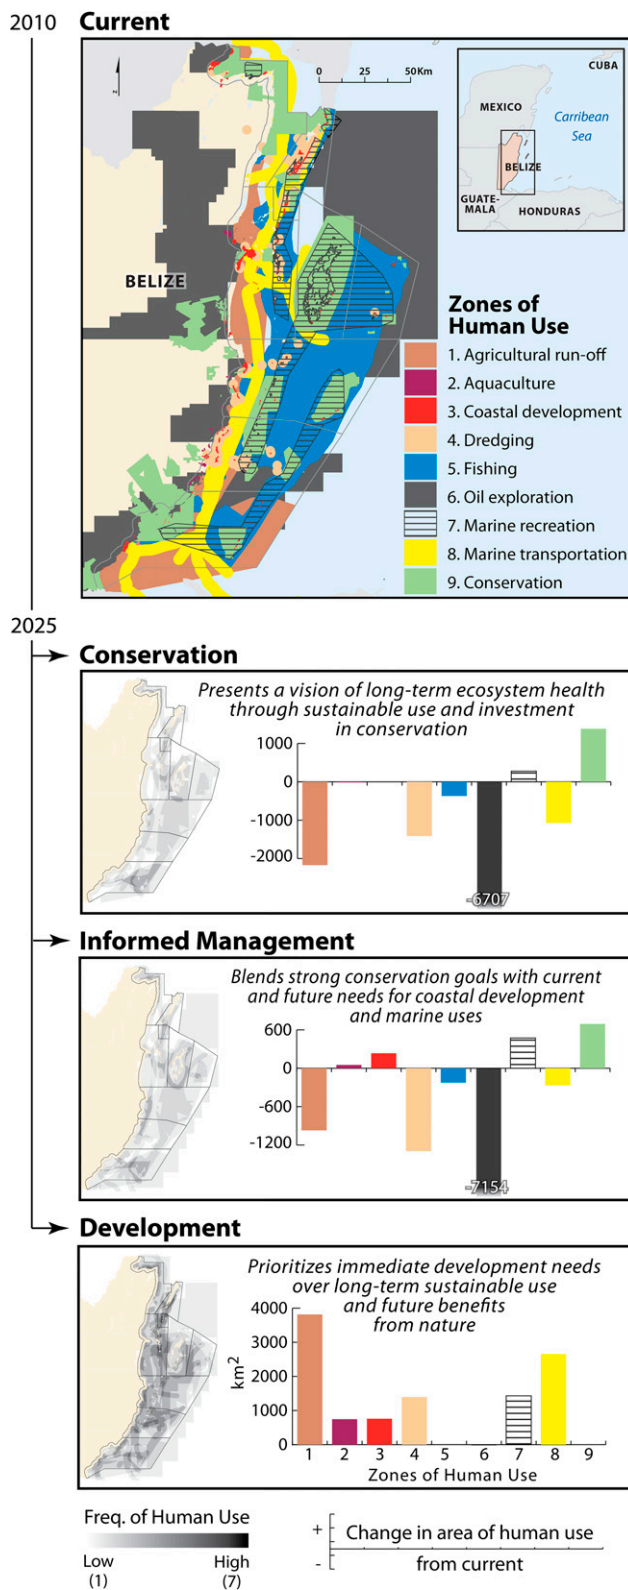 2010
Current
0 25 50Km
z
BELIZE
CUBA
MEXICO
Carribean
Sea
BELIZE
GUATE-
MALA
HONDURAS
Zones of
Human Use
1. Agricultural run-off
2. Aquaculture
3. Coastal development
4. Dredging
5. Fishing
6. Oil exploration
7. Marine recreation
8. Marine transportation
9. Conservation
2025
Conservation
Presents a vision of long-term ecosystem health
through sustainable use and investment
in conservation
1000
0
-1000
-2000
-6707
Informed Management
Blends strong conservation goals with current
and future needs for coastal development
and marine uses
600
0
-600
-1200
-7154
Development
Prioritizes immediate development needs
over long-term sustainable use
and future benefits
from nature
4000
3000
2000
1000
0
km²
1 2 3 4 5 6 7 8 9
Zones of Human Use
Freq. of Human Use
Low High
(1) (7)
+ Change in area of human use
- from current